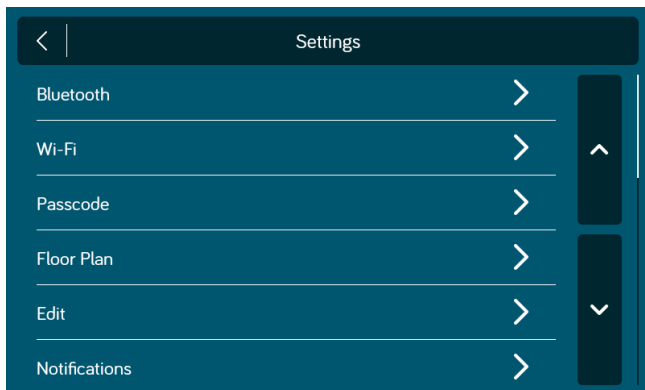 Settings
Bluetooth
Wi-Fi
Passcode
Floor Plan
Edit
Notifications